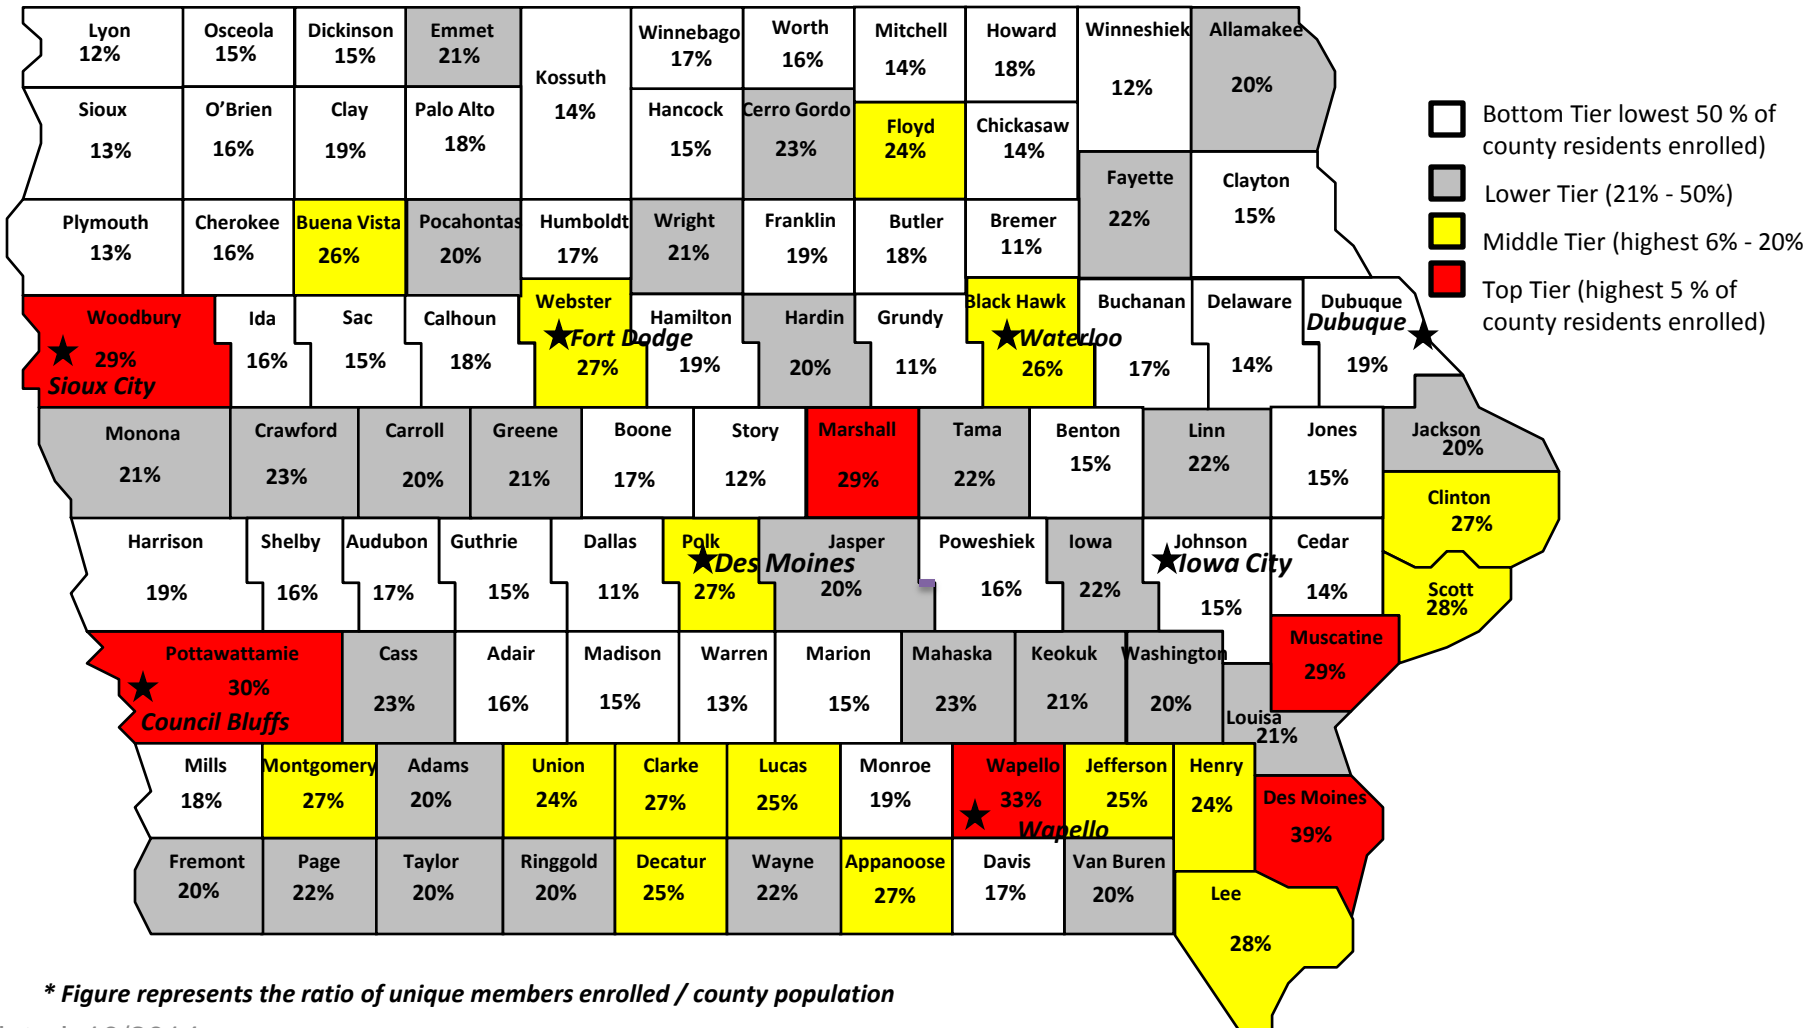 Lyon
12%
Osceola
15%
Dickinson
15%
Emmet
21%
Kossuth
14%
Winnebago
17%
Worth
16%
Mitchell
14%
Howard
18%
Winneshiek
12%
Allamakee
20%
Sioux
13%
O’Brien
16%
Clay
19%
Palo Alto
18%
Hancock
15%
Cerro Gordo
23%
Floyd
24%
Chickasaw
14%
Fayette
22%
Clayton
15%
Plymouth
13%
Cherokee
16%
Buena Vista
26%
Pocahontas
20%
Humboldt
17%
Wright
21%
Franklin
19%
Butler
18%
Bremer
11%
Woodbury
29%
Sioux City
Ida
16%
Sac
15%
Calhoun
18%
Webster
Fort Dodge
27%
Hamilton
19%
Hardin
20%
Grundy
11%
Black Hawk
Waterloo
26%
Buchanan
17%
Delaware
14%
Dubuque
Dubuque
19%
Monona
21%
Crawford
23%
Carroll
20%
Greene
21%
Boone
17%
Story
12%
Marshall
29%
Tama
22%
Benton
15%
Linn
22%
Jones
15%
Jackson
20%
Clinton
27%
Harrison
19%
Shelby
16%
Audubon
17%
Guthrie
15%
Dallas
11%
Polk
Des Moines
27%
Jasper
20%
Poweshiek
16%
Iowa
22%
Johnson
Iowa City
15%
Cedar
14%
Scott
28%
Pottawattamie
30%
Council Bluffs
Cass
23%
Adair
16%
Madison
15%
Warren
13%
Marion
15%
Mahaska
23%
Keokuk
21%
Washington
20%
Muscatine
29%
Louisa
21%
Mills
18%
Montgomery
27%
Adams
20%
Union
24%
Clarke
27%
Lucas
25%
Monroe
19%
Wapello
33%
Wapello
Jefferson
25%
Henry
24%
Des Moines
39%
Fremont
20%
Page
22%
Taylor
20%
Ringgold
20%
Decatur
25%
Wayne
22%
Appanoose
27%
Davis
17%
Van Buren
20%
Lee
28%
Bottom Tier lowest 50 % of
county residents enrolled)
Lower Tier (21% - 50%)
Middle Tier (highest 6% - 20%
Top Tier (highest 5 % of
county residents enrolled)
* Figure represents the ratio of unique members enrolled / county population